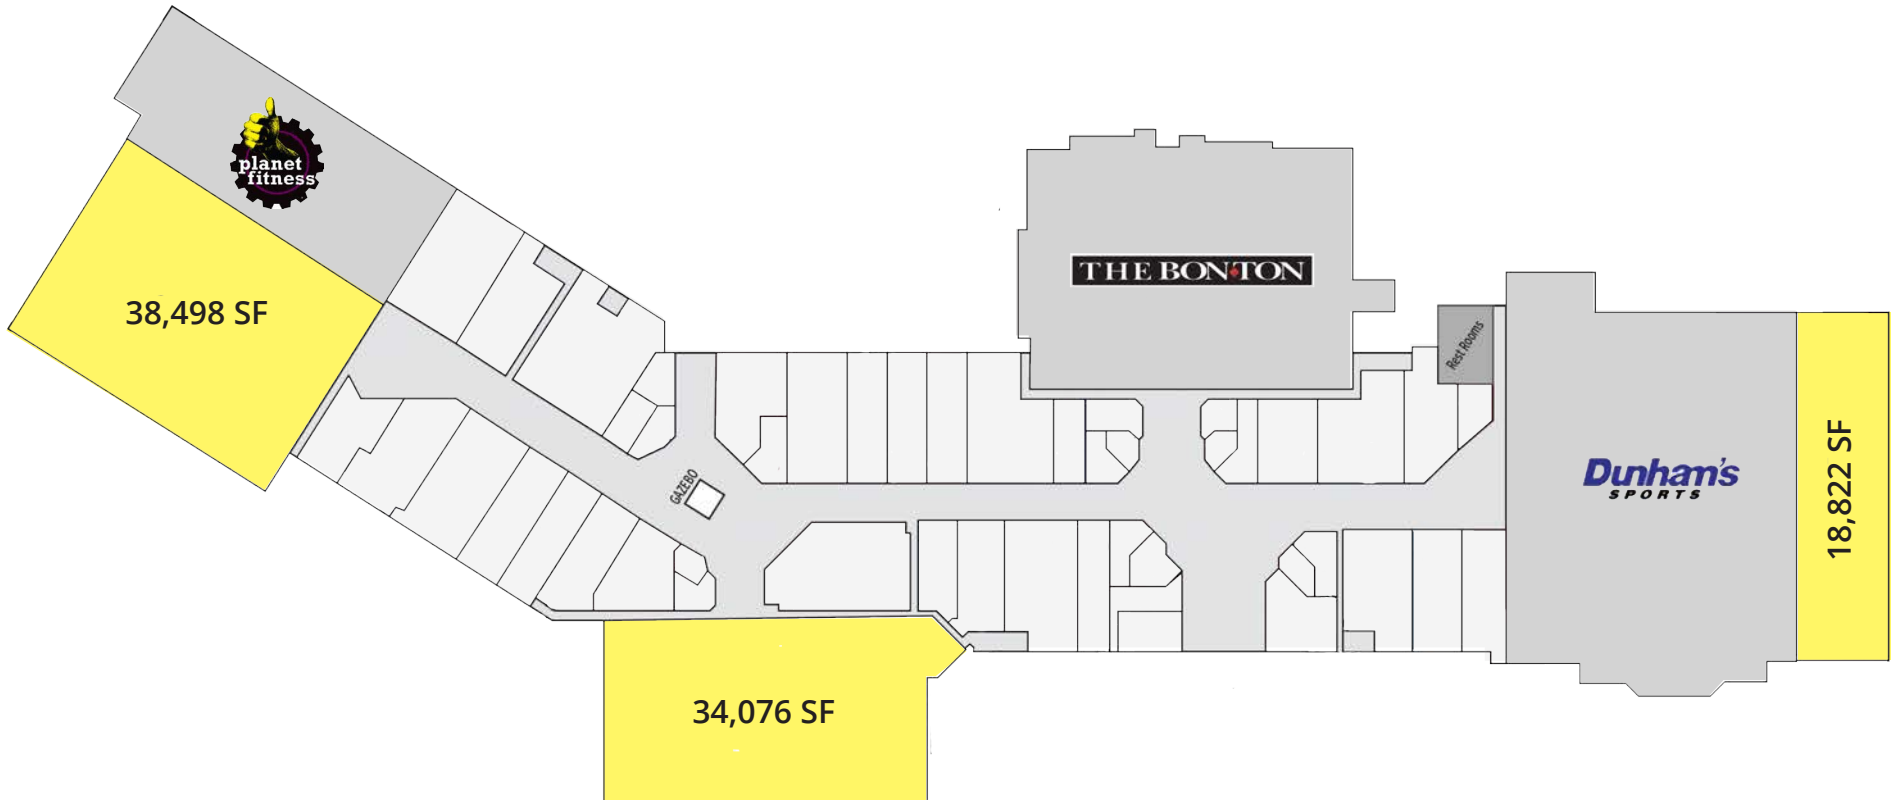 planet
fitness
38,498 SF
THE BON TON
Rest Rooms
GAZEBO
Dunham's
SPORTS
18,822 SF
34,076 SF